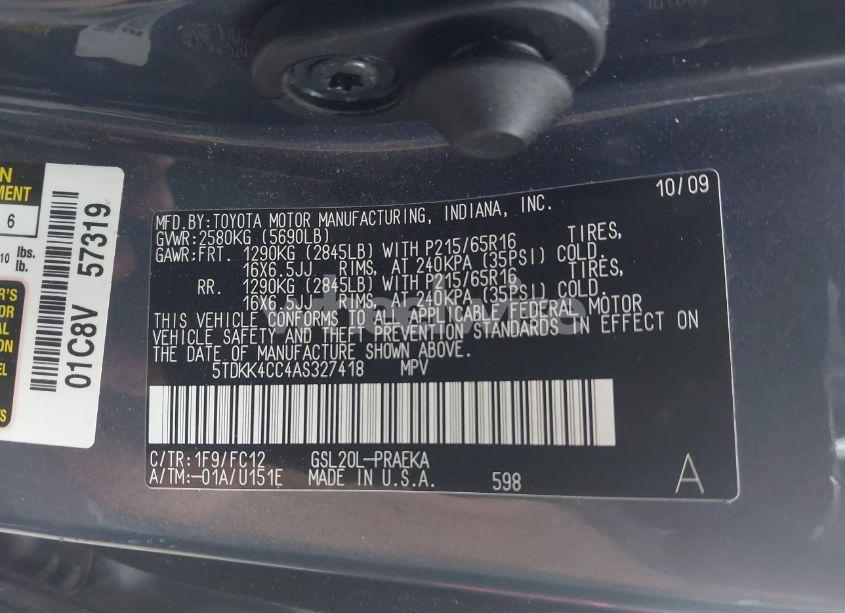 10/09
MFD.BY:TOYOTA MOTOR MANUFACTURING, INDIANA, INC.
GVWR:2580KG (5690LB)
GAWR:FRT. 1290KG (2845LB) WITH P215/65R16 TIRES,
16X6.5JJ RIMS, AT 240KPA (35PSI) COLD.
RR. 1290KG (2845LB) WITH P215/65R16 TIRES,
16X6.5JJ RIMS, AT 240KPA (35PSI) COLD.
THIS VEHICLE CONFORMS TO ALL APPLICABLE FEDERAL MOTOR
VEHICLE SAFETY AND THEFT PREVENTION STANDARDS IN EFFECT ON
THE DATE OF MANUFACTURE SHOWN ABOVE.
5TDKK4CC4AS327418 MPV
C/TR:1F9/FC12 GSL20L-PRAEKA
A/TM:-01A/U151E MADE IN U.S.A. 598 A
01C8V 57319
6
10 lbs.
lb.